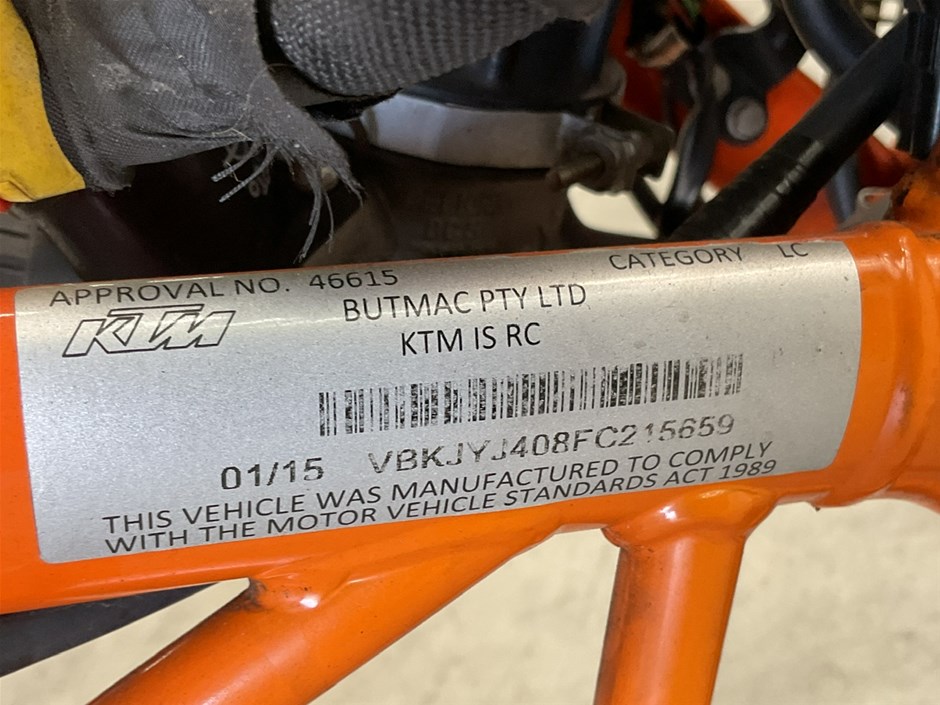 APPROVAL NO. 46615
CATEGORY LC
KTM
BUTMAC PTY LTD
KTM IS RC
01/15 VBKJYJ408FC215659
THIS VEHICLE WAS MANUFACTURED TO COMPLY
WITH THE MOTOR VEHICLE STANDARDS ACT 1989